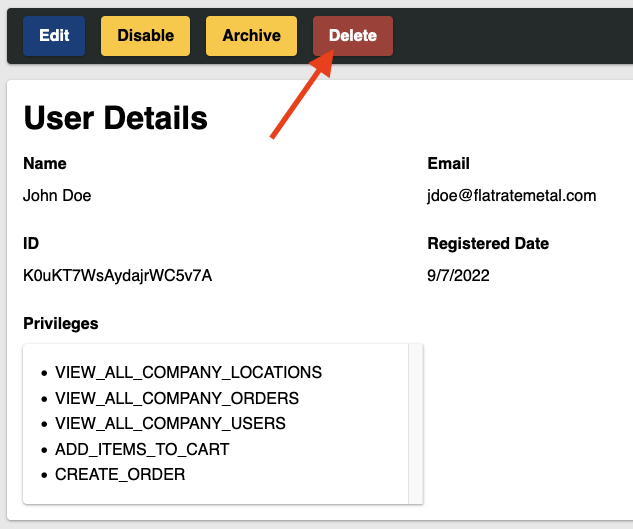 Edit Disable Archive Delete
User Details
Name Email
John Doe jdoe@flatratemetal.com
ID Registered Date
K0uKT7WsAydajrWC5v7A 9/7/2022
Privileges
• VIEW_ALL_COMPANY_LOCATIONS
• VIEW_ALL_COMPANY_ORDERS
• VIEW_ALL_COMPANY_USERS
• ADD_ITEMS_TO_CART
• CREATE_ORDER